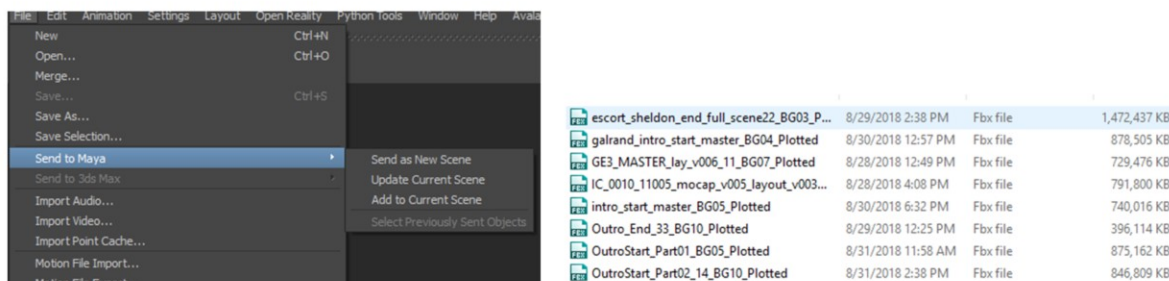 File Edit Animation Settings Layout Open Reality Python Tools Window Help
New Ctrl+N
Open... Ctrl+O
Merge...
Save... Ctrl+S
Save As...
Save Selection...
Send to Maya
Send to 3ds Max
Import Audio...
Import Video...
Import Point Cache...
Motion File Import...
Send as New Scene
Update Current Scene
Add to Current Scene
Select Previously Sent Objects
escort_sheldon_end_full_scene22_BG03_P... 8/29/2018 2:38 PM Fbx file 1,472,437 KB
galrand_intro_start_master_BG04_Plotted 8/30/2018 12:57 PM Fbx file 878,505 KB
GE3_MASTER_lay_v006_11_BG07_Plotted 8/28/2018 12:49 PM Fbx file 729,476 KB
IC_0010_11005_mocap_v005_layout_v003... 8/28/2018 4:08 PM Fbx file 791,800 KB
intro_start_master_BG05_Plotted 8/30/2018 6:32 PM Fbx file 740,016 KB
Outro_End_33_BG10_Plotted 8/29/2018 12:25 PM Fbx file 396,114 KB
OutroStart_Part01_BG05_Plotted 8/31/2018 11:58 AM Fbx file 875,162 KB
OutroStart_Part02_14_BG10_Plotted 8/31/2018 2:38 PM Fbx file 846,809 KB